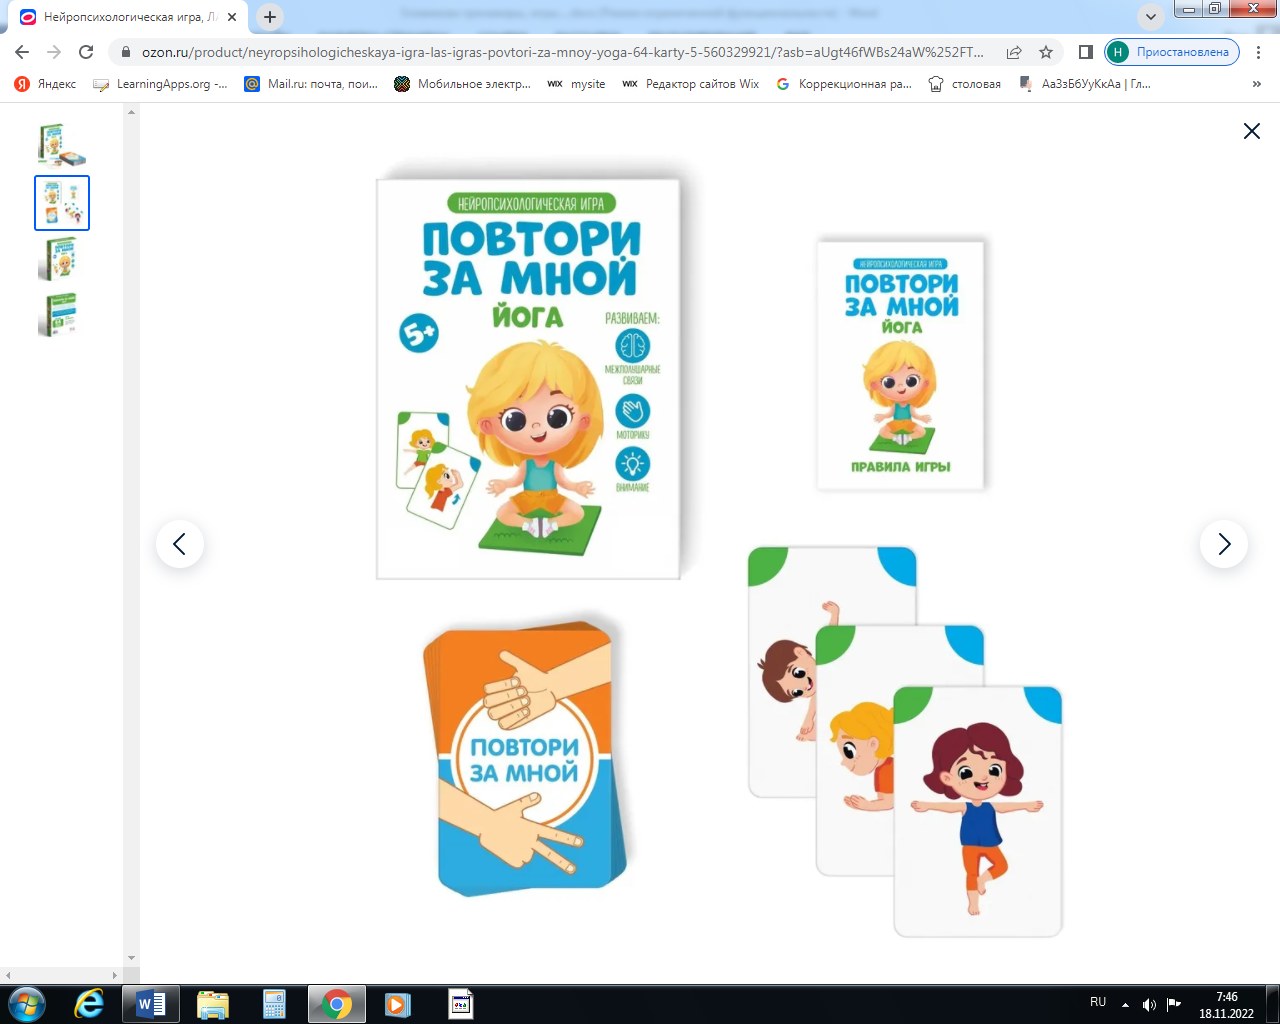 Нейропсихологическая игра, ЛА
ozon.ru/product/neyropsihologicheskaya-igra-las-igras-povtori-za-mnoy-yoga-64-karty-5-560329921/?asb=aUgt46fWBs24aW%252FT...
Н Приостановлена
Яндекс
LearningApps.org -...
Mail.ru: почта, пои...
Мобильное электр...
WIX mysite
WIX Редактор сайтов Wix
Коррекционная ра...
столовая
АаЗзБбУуКкАа | Гл...
НЕЙРОПСИХОЛОГИЧЕСКАЯ ИГРА
ПОВТОРИ
ЗА МНОЙ
ЙОГА
5+
РАЗВИВАЕМ:
МЕЖПОЛУШАРНЫЕ
СВЯЗИ
МОТОРИКУ
ВНИМАНИЕ
НЕЙРОПСИХОЛОГИЧЕСКАЯ ИГРА
ПОВТОРИ
ЗА МНОЙ
ЙОГА
ПРАВИЛА ИГРЫ
ПОВТОРИ
ЗА МНОЙ
RU
7:46
18.11.2022